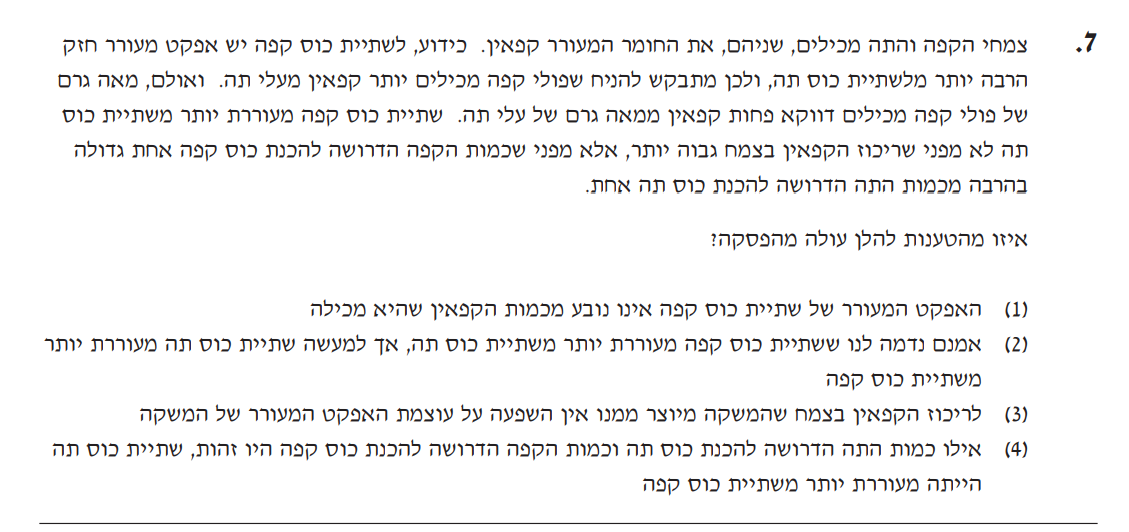 7. צמחי הקפה והתה מכילים, שניהם, את החומר המעורר קפאין. כידוע, לשתיית כוס קפה יש אפקט מעורר חזק
הרבה יותר מלשתיית כוס תה, ולכן מתבקש להניח שפולי קפה מכילים יותר קפאין מעלי תה. ואולם, מאה גרם
של פולי קפה מכילים דווקא פחות קפאין ממאה גרם של עלי תה. שתיית כוס קפה מעוררת יותר משתיית כוס
תה לא מפני שריכוז הקפאין בצמח גבוה יותר, אלא מפני שכמות הקפה הדרושה להכנת כוס קפה אחת גדולה
בהרבה מכמות התה הדרושה להכנת כוס תה אחת.
איזו מהטענות להלן עולה מהפסקה?
(1) האפקט המעורר של שתיית כוס קפה אינו נובע מכמות הקפאין שהיא מכילה
(2) אמנם נדמה לנו ששתיית כוס קפה מעוררת יותר משתיית כוס תה, אך למעשה שתיית כוס תה מעוררת יותר
משתיית כוס קפה
(3) לריכוז הקפאין בצמח שהמשקה מיוצר ממנו אין השפעה על עוצמת האפקט המעורר של המשקה
(4) אילו כמות התה הדרושה להכנת כוס תה וכמות הקפה הדרושה להכנת כוס קפה היו זהות, שתיית כוס תה
הייתה מעוררת יותר משתיית כוס קפה